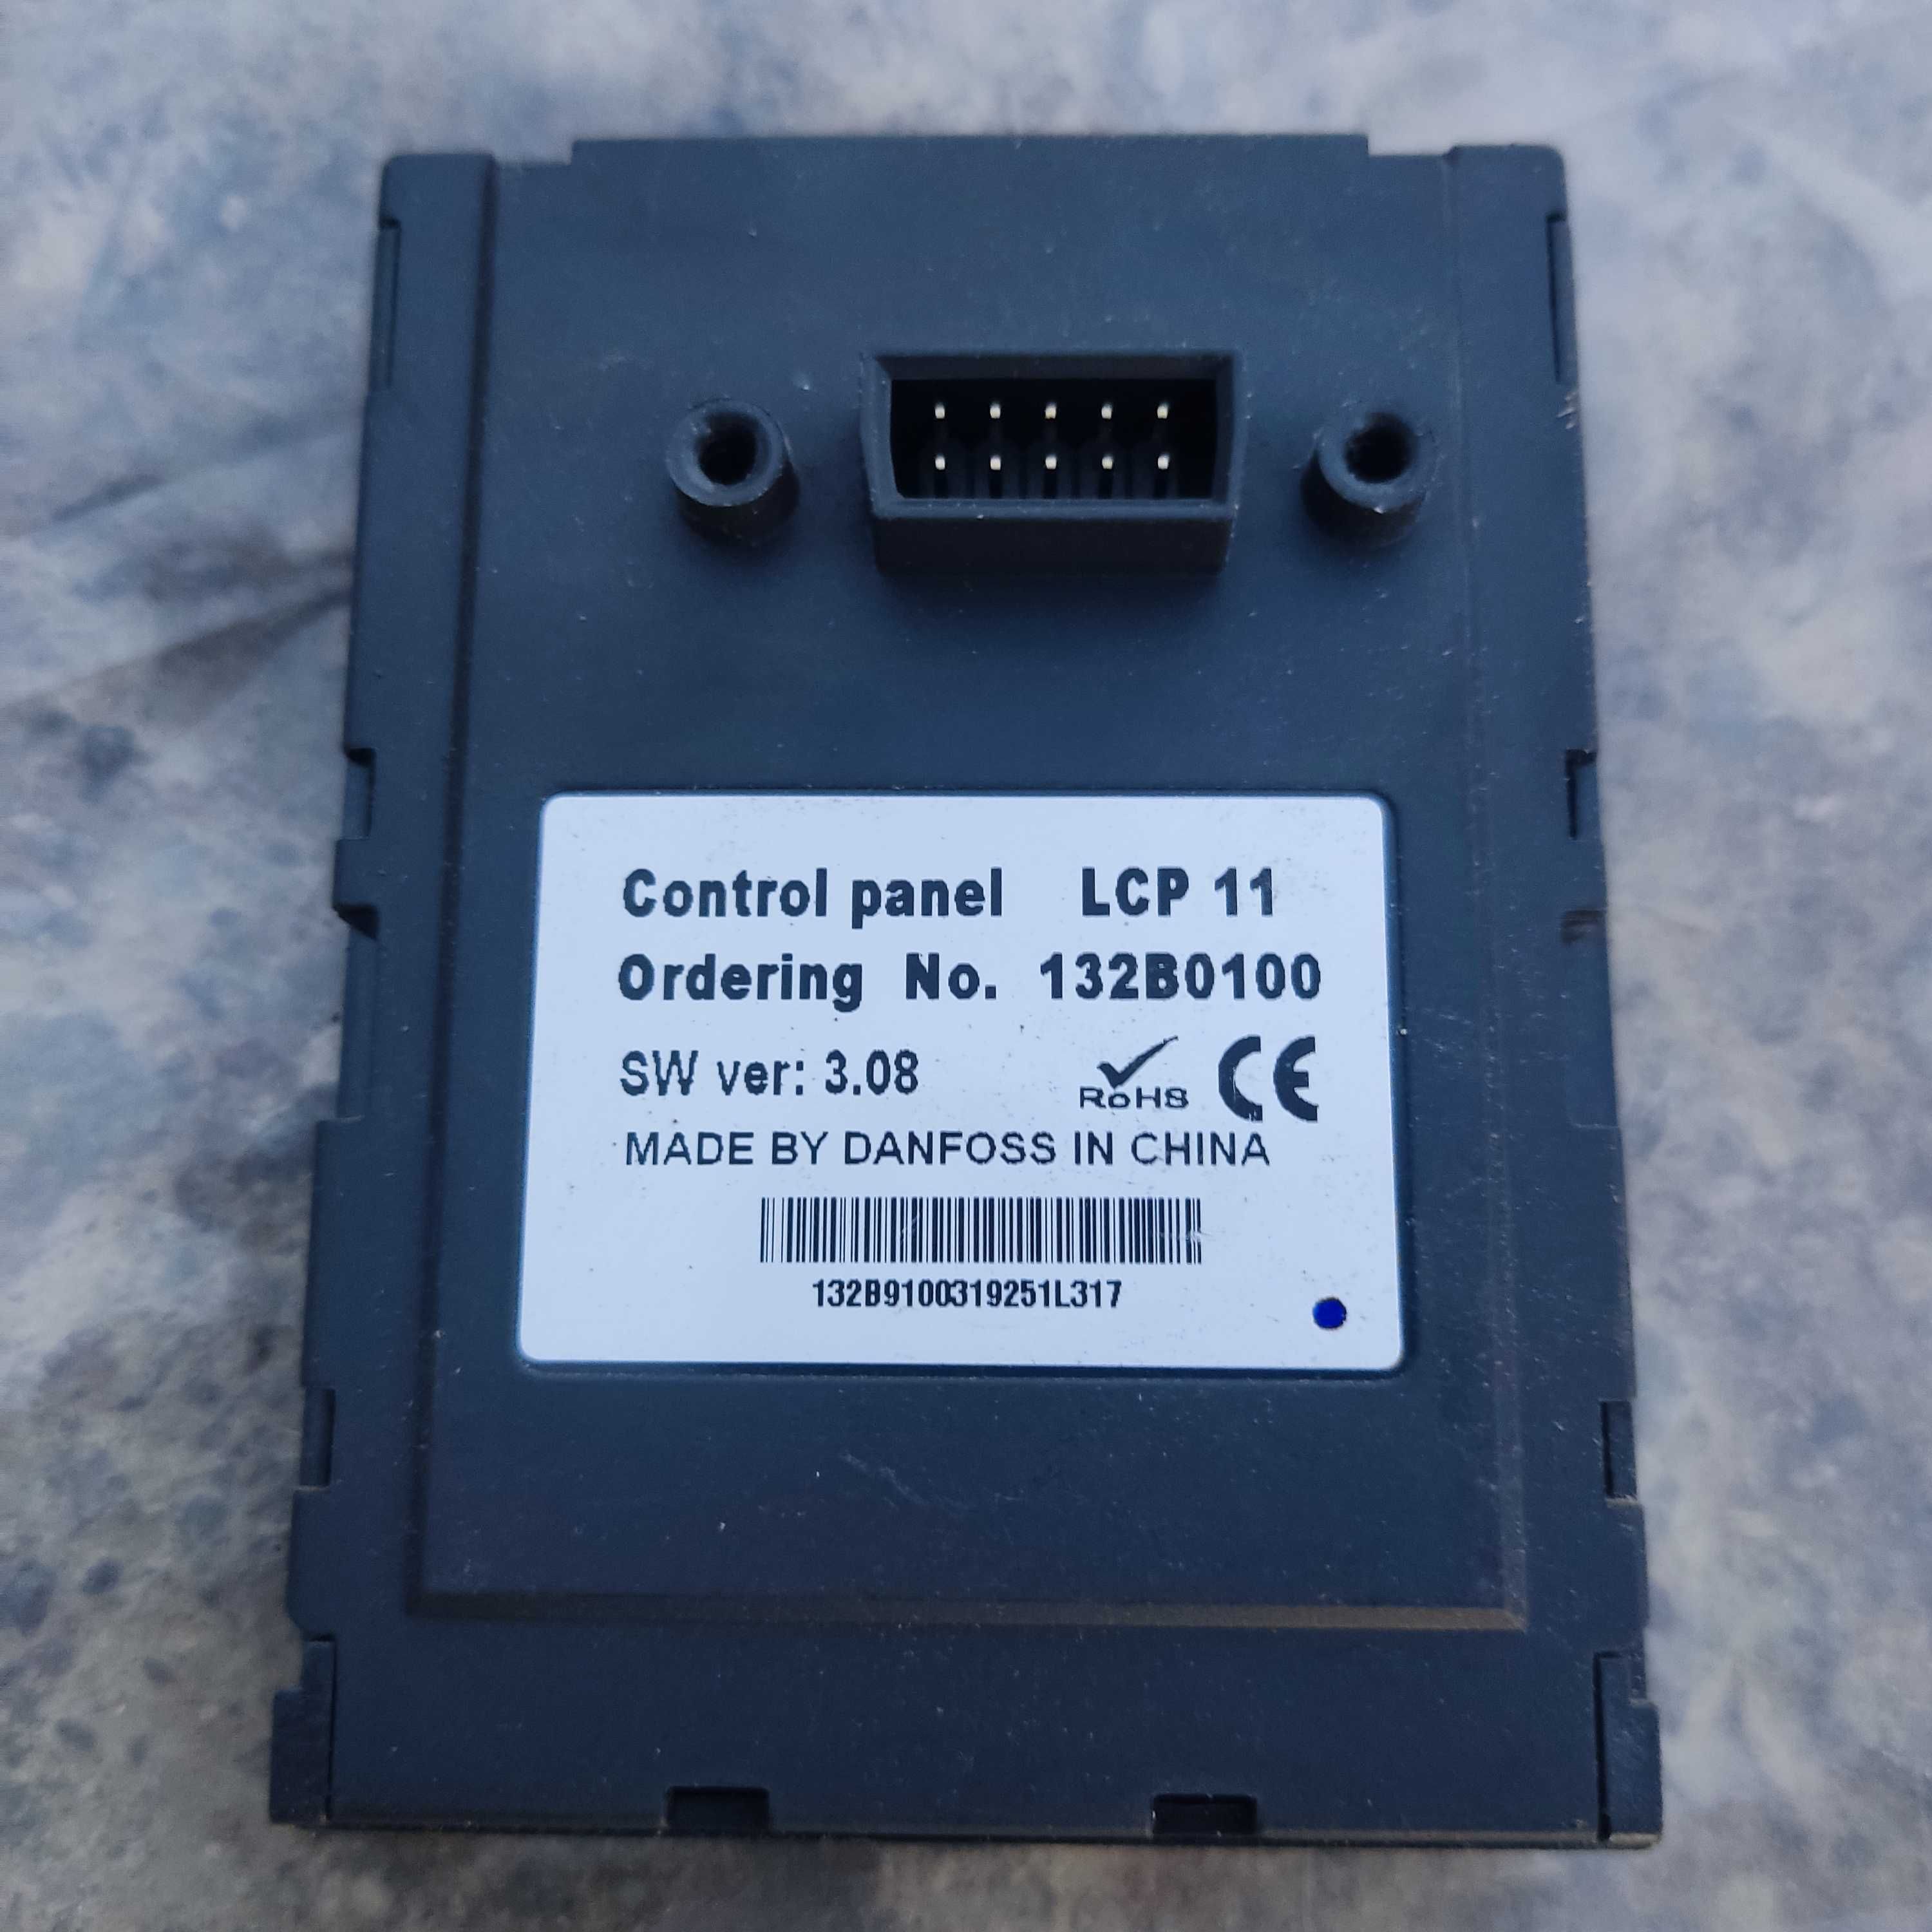 Control panel LCP 11
Ordering No. 132B0100
SW ver: 3.08 RoHS CE
MADE BY DANFOSS IN CHINA
132B9100319251L317